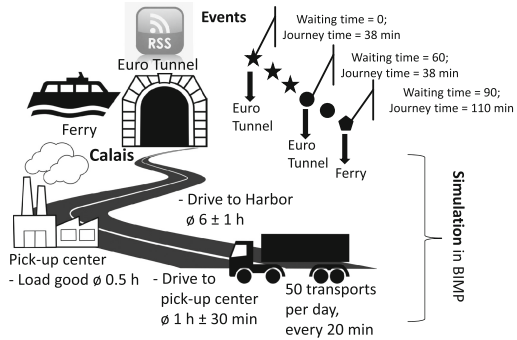 RSS
Events
Waiting time = 0;
Journey time = 38 min
Euro Tunnel
Waiting time = 60;
Journey time = 38 min
Waiting time = 90;
Journey time = 110 min
Euro
Tunnel
Ferry
Euro
Tunnel
Ferry
Calais
- Drive to Harbor
ø 6 ± 1 h
Simulation in BIMP
Pick-up center
- Load good ø 0.5 h
- Drive to
pick-up center
ø 1 h ± 30 min
50 transports
per day,
every 20 min